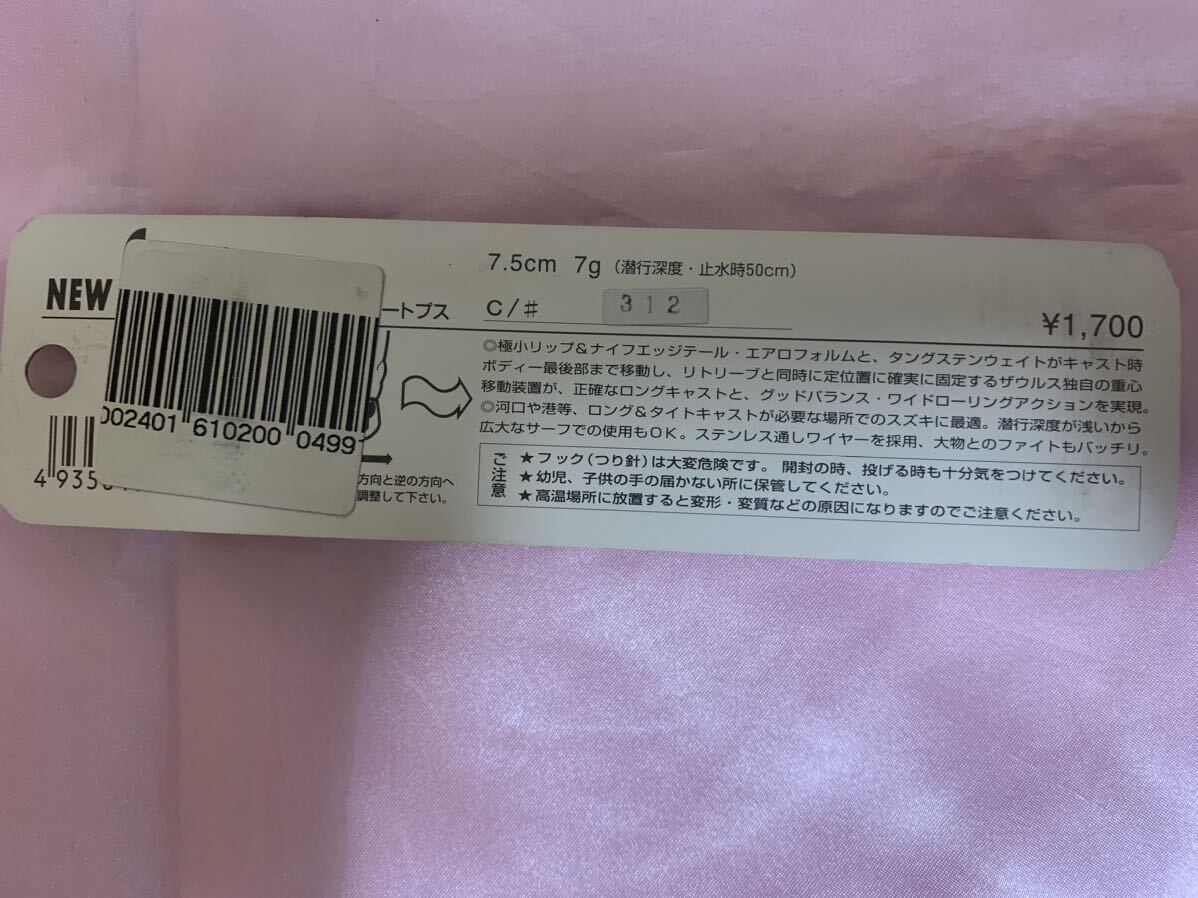 NEW
ートプス
7.5cm 7g（潜行深度・止水時50cm）
C/# 312
¥1,700
◎極小リップ&ナイフエッジテール・エアロフォルムと、タングステンウェイトがキャスト時
ボディー最後部まで移動し、リトリーブと同時に定位置に確実に固定するザウルス独自の重心
移動装置が、正確なロングキャストと、グッドバランス・ワイドローリングアクションを実現。
◎河口や港等、ロング&タイトキャストが必要な場所でのスズキに最適。潜行深度が浅いから
広大なサーフでの使用もOK。ステンレス通しワイヤーを採用、大物とのファイトもバッチリ。
ご注意
★フック（つり針）は大変危険です。開封の時、投げる時も十分気をつけてください。
★幼児、子供の手の届かない所に保管してください。
★高温場所に放置すると変形・変質などの原因になりますのでご注意ください。
002401 610200 0499
方向と逆の方向へ
調整して下さい。
4 935